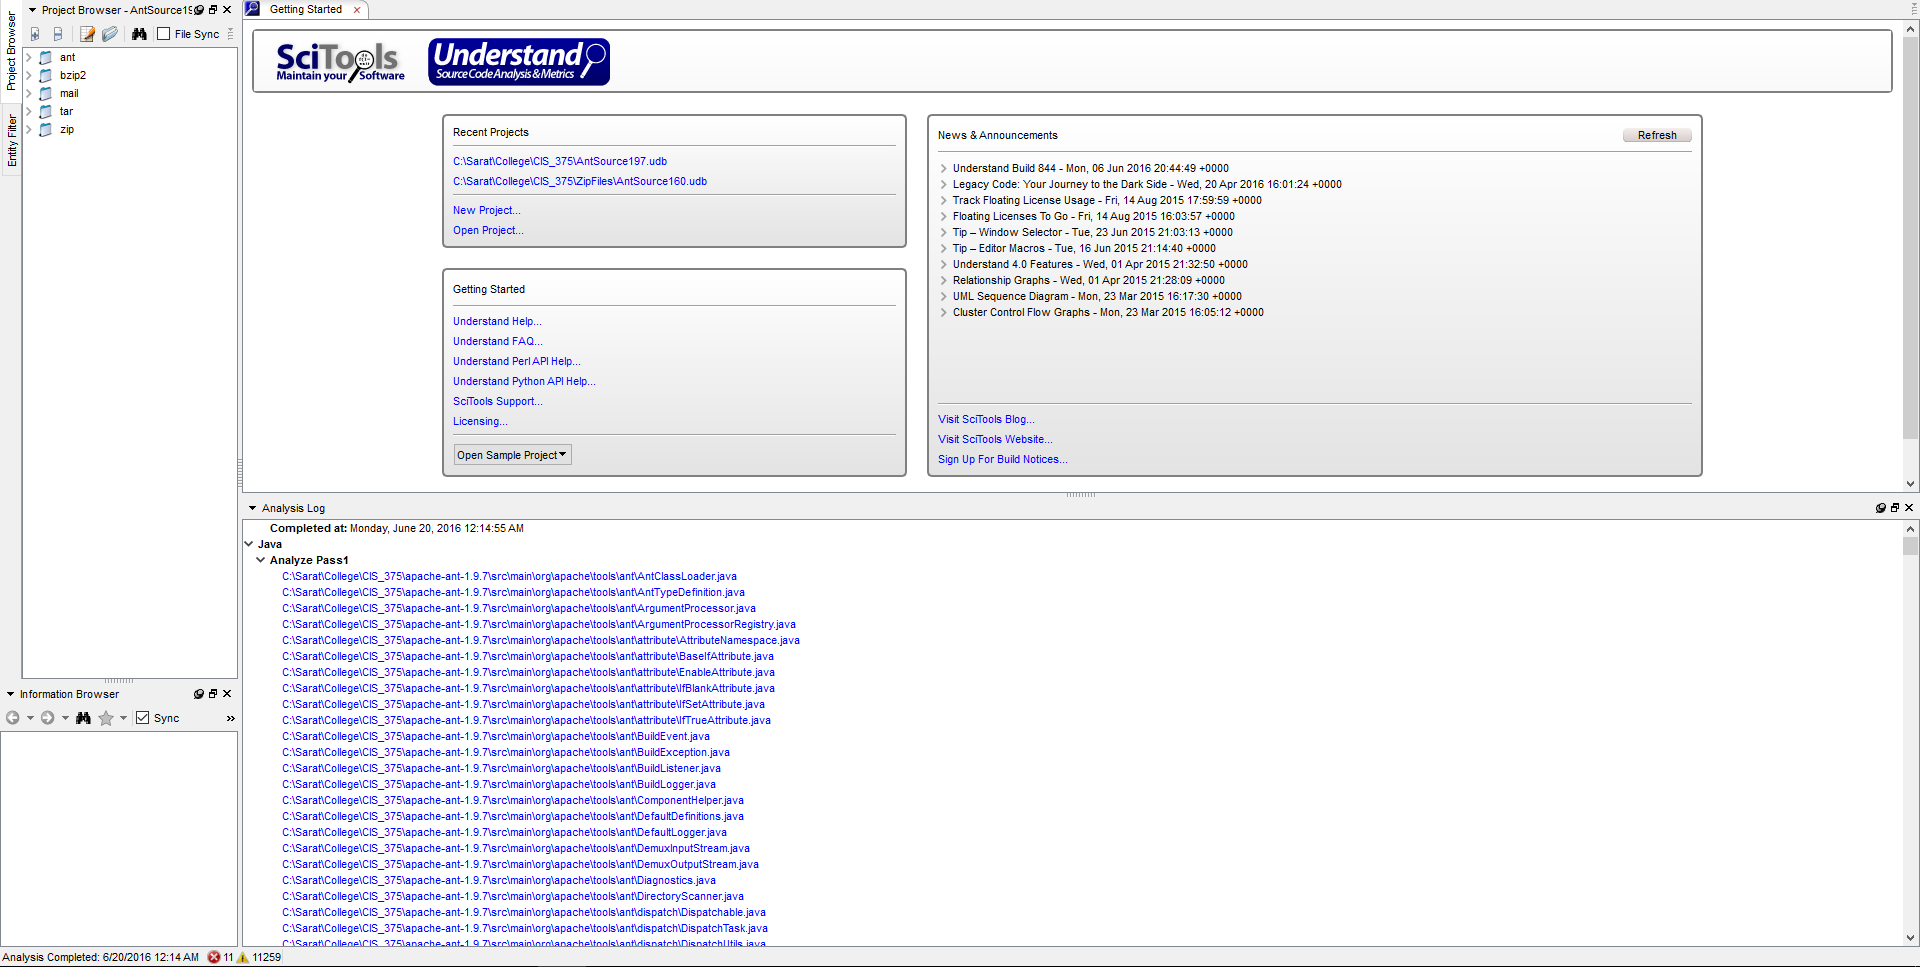 Project Browser
Entity Filter
Project Browser - AntSource19
File Sync
ant
bzip2
mail
tar
zip
Getting Started
SciTools
Maintain your Software
Understand
Source Code Analysis & Metrics
Recent Projects
C:\Sarat\College\CIS_375\AntSource197.udb
C:\Sarat\College\CIS_375\ZipFiles\AntSource160.udb
New Project...
Open Project...
Getting Started
Understand Help...
Understand FAQ...
Understand Perl API Help...
Understand Python API Help...
SciTools Support...
Licensing...
Open Sample Project
News & Announcements
Refresh
Understand Build 844 - Mon, 06 Jun 2016 20:44:49 +0000
Legacy Code: Your Journey to the Dark Side - Wed, 20 Apr 2016 16:01:24 +0000
Track Floating License Usage - Fri, 14 Aug 2015 17:59:59 +0000
Floating Licenses To Go - Fri, 14 Aug 2015 16:03:57 +0000
Tip – Window Selector - Tue, 23 Jun 2015 21:03:13 +0000
Tip – Editor Macros - Tue, 16 Jun 2015 21:14:40 +0000
Understand 4.0 Features - Wed, 01 Apr 2015 21:32:50 +0000
Relationship Graphs - Wed, 01 Apr 2015 21:28:09 +0000
UML Sequence Diagram - Mon, 23 Mar 2015 16:17:30 +0000
Cluster Control Flow Graphs - Mon, 23 Mar 2015 16:05:12 +0000
Visit SciTools Blog...
Visit SciTools Website...
Sign Up For Build Notices...
Analysis Log
Completed at: Monday, June 20, 2016 12:14:55 AM
Java
Analyze Pass1
C:\Sarat\College\CIS_375\apache-ant-1.9.7\src\main\org\apache\tools\ant\AntClassLoader.java
C:\Sarat\College\CIS_375\apache-ant-1.9.7\src\main\org\apache\tools\ant\AntTypeDefinition.java
C:\Sarat\College\CIS_375\apache-ant-1.9.7\src\main\org\apache\tools\ant\ArgumentProcessor.java
C:\Sarat\College\CIS_375\apache-ant-1.9.7\src\main\org\apache\tools\ant\ArgumentProcessorRegistry.java
C:\Sarat\College\CIS_375\apache-ant-1.9.7\src\main\org\apache\tools\ant\attribute\AttributeNamespace.java
C:\Sarat\College\CIS_375\apache-ant-1.9.7\src\main\org\apache\tools\ant\attribute\BaseIfAttribute.java
C:\Sarat\College\CIS_375\apache-ant-1.9.7\src\main\org\apache\tools\ant\attribute\EnableAttribute.java
C:\Sarat\College\CIS_375\apache-ant-1.9.7\src\main\org\apache\tools\ant\attribute\IfBlankAttribute.java
C:\Sarat\College\CIS_375\apache-ant-1.9.7\src\main\org\apache\tools\ant\attribute\IfSetAttribute.java
C:\Sarat\College\CIS_375\apache-ant-1.9.7\src\main\org\apache\tools\ant\attribute\IfTrueAttribute.java
C:\Sarat\College\CIS_375\apache-ant-1.9.7\src\main\org\apache\tools\ant\BuildEvent.java
C:\Sarat\College\CIS_375\apache-ant-1.9.7\src\main\org\apache\tools\ant\BuildException.java
C:\Sarat\College\CIS_375\apache-ant-1.9.7\src\main\org\apache\tools\ant\BuildListener.java
C:\Sarat\College\CIS_375\apache-ant-1.9.7\src\main\org\apache\tools\ant\BuildLogger.java
C:\Sarat\College\CIS_375\apache-ant-1.9.7\src\main\org\apache\tools\ant\ComponentHelper.java
C:\Sarat\College\CIS_375\apache-ant-1.9.7\src\main\org\apache\tools\ant\DefaultDefinitions.java
C:\Sarat\College\CIS_375\apache-ant-1.9.7\src\main\org\apache\tools\ant\DefaultLogger.java
C:\Sarat\College\CIS_375\apache-ant-1.9.7\src\main\org\apache\tools\ant\DemuxInputStream.java
C:\Sarat\College\CIS_375\apache-ant-1.9.7\src\main\org\apache\tools\ant\DemuxOutputStream.java
C:\Sarat\College\CIS_375\apache-ant-1.9.7\src\main\org\apache\tools\ant\Diagnostics.java
C:\Sarat\College\CIS_375\apache-ant-1.9.7\src\main\org\apache\tools\ant\DirectoryScanner.java
C:\Sarat\College\CIS_375\apache-ant-1.9.7\src\main\org\apache\tools\ant\dispatch\Dispatchable.java
C:\Sarat\College\CIS_375\apache-ant-1.9.7\src\main\org\apache\tools\ant\dispatch\DispatchTask.java
C:\Sarat\College\CIS_375\apache-ant-1.9.7\src\main\org\apache\tools\ant\dispatch\DispatchUtils.java
Information Browser
Sync
Analysis Completed: 6/20/2016 12:14 AM 11 11259